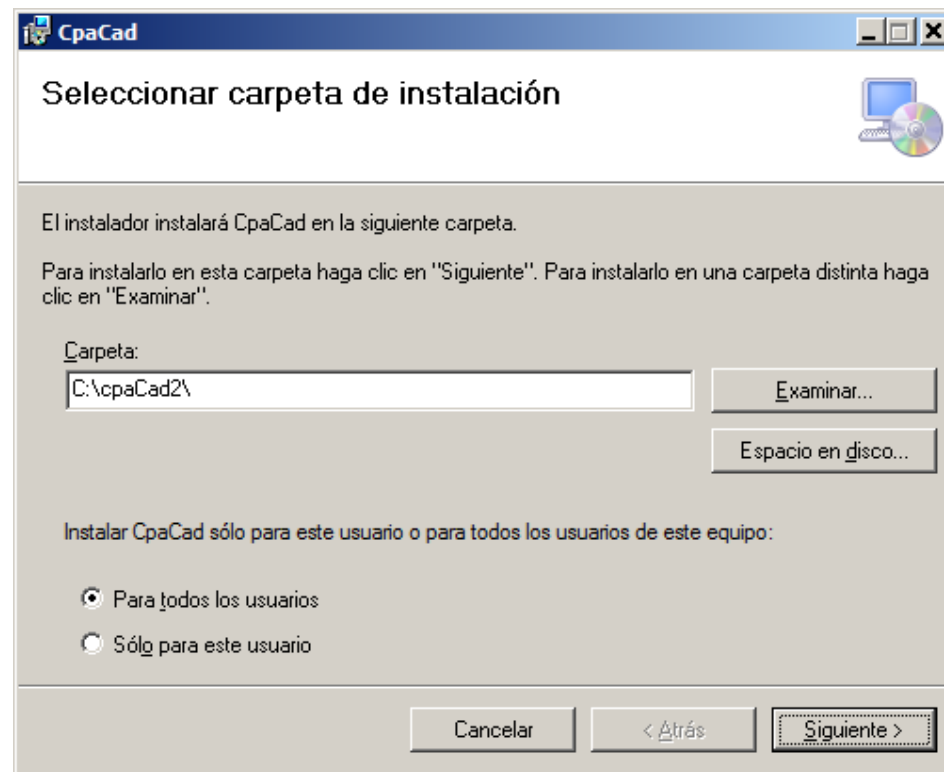 CpaCad
Seleccionar carpeta de instalación
El instalador instalará CpaCad en la siguiente carpeta.
Para instalarlo en esta carpeta haga clic en "Siguiente". Para instalarlo en una carpeta distinta haga
clic en "Examinar".
Carpeta:
C:\cpaCad2\
Examinar...
Espacio en disco...
Instalar CpaCad sólo para este usuario o para todos los usuarios de este equipo:
Para todos los usuarios
Sólo para este usuario
Cancelar
< Atrás
Siguiente >